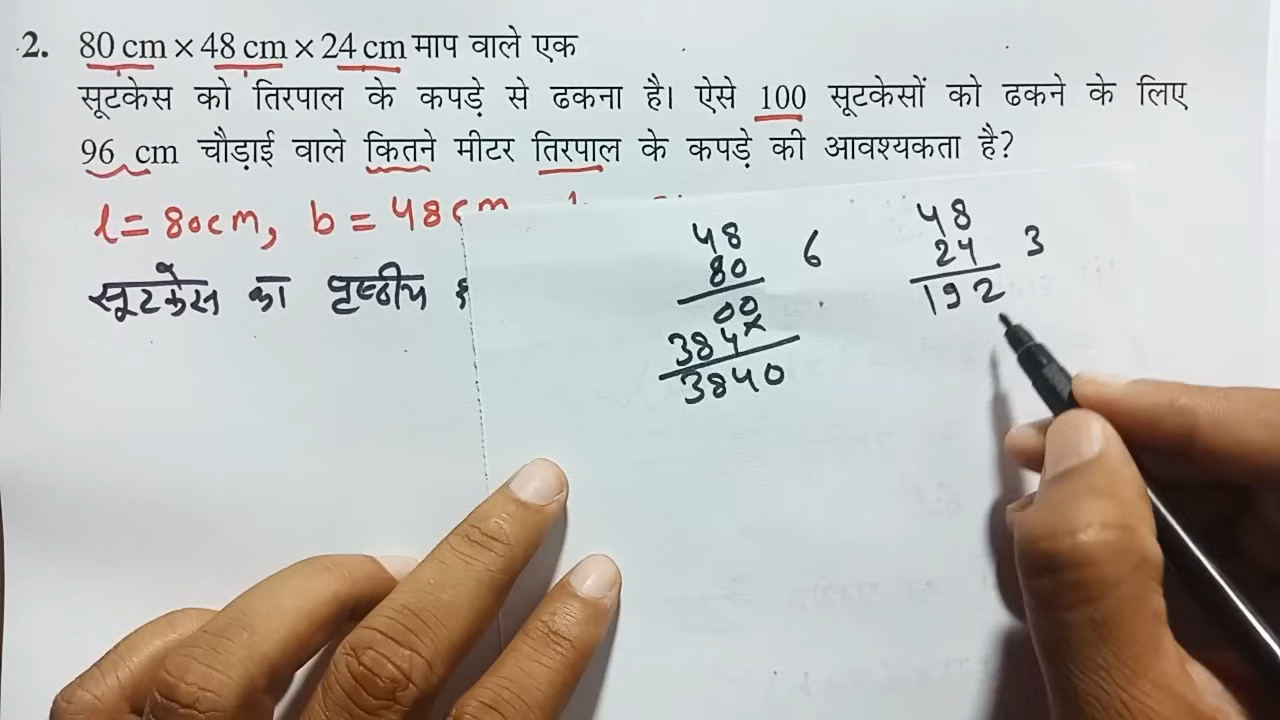 2. 80 cm × 48 cm × 24 cm माप वाले एक
सूटकेस को तिरपाल के कपड़े से ढकना है। ऐसे 100 सूटकेसों को ढकने के लिए
96 cm चौड़ाई वाले कितने मीटर तिरपाल के कपड़े की आवश्यकता है?
l = 80cm, b = 48cm
सूटकेस का पृष्ठीय
48
80 6
00
384×
3840
48
24 3
192